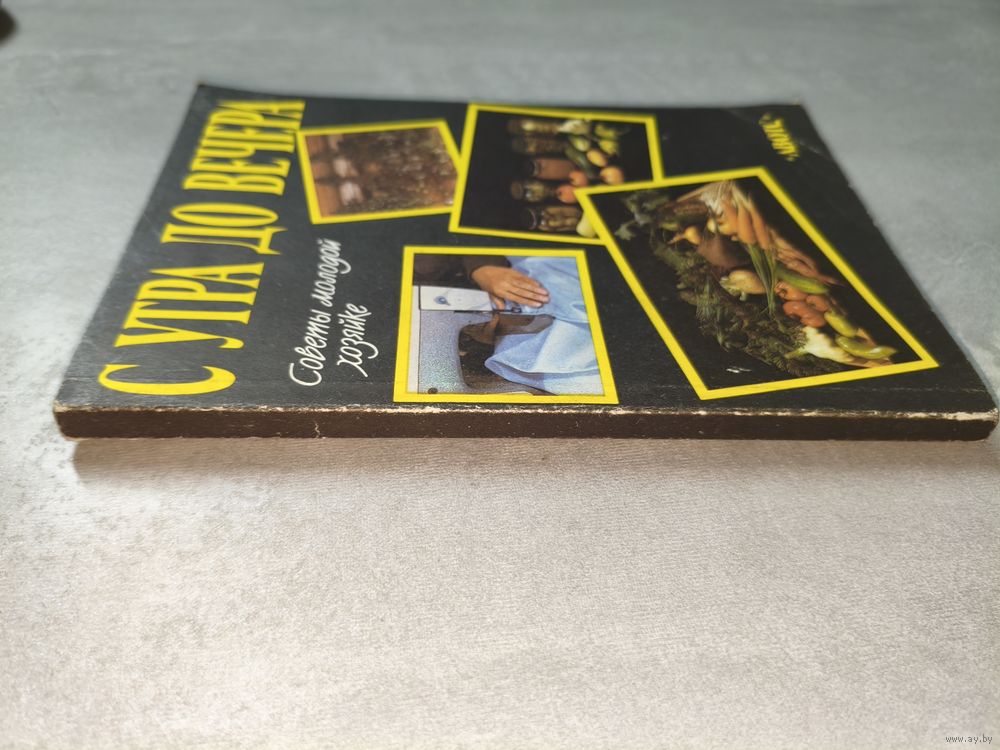 С УТРА ДО ВЕЧЕРА
Советы молодой
хозяйке
www.ay.by